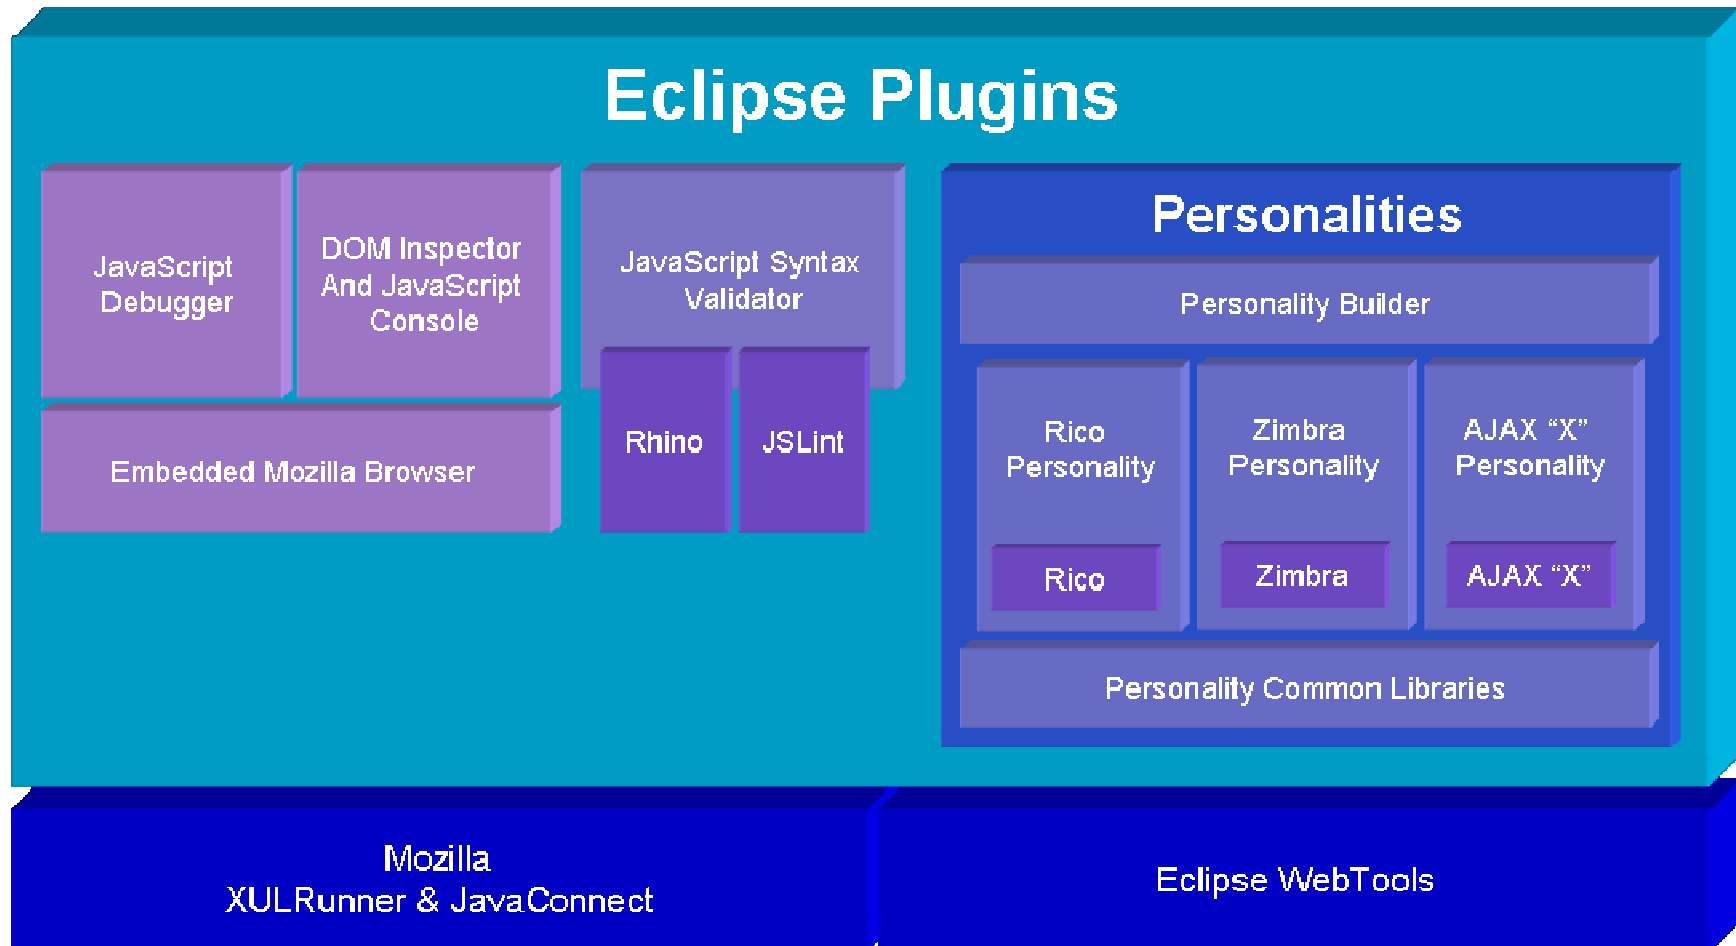 Eclipse Plugins
JavaScript
Debugger
DOM Inspector
And JavaScript
Console
Embedded Mozilla Browser
JavaScript Syntax
Validator
Rhino
JSLint
Personalities
Personality Builder
Rico
Personality
Rico
Zimbra
Personality
Zimbra
AJAX “X”
Personality
AJAX “X”
Personality Common Libraries
Mozilla
XULRunner & JavaConnect
Eclipse WebTools